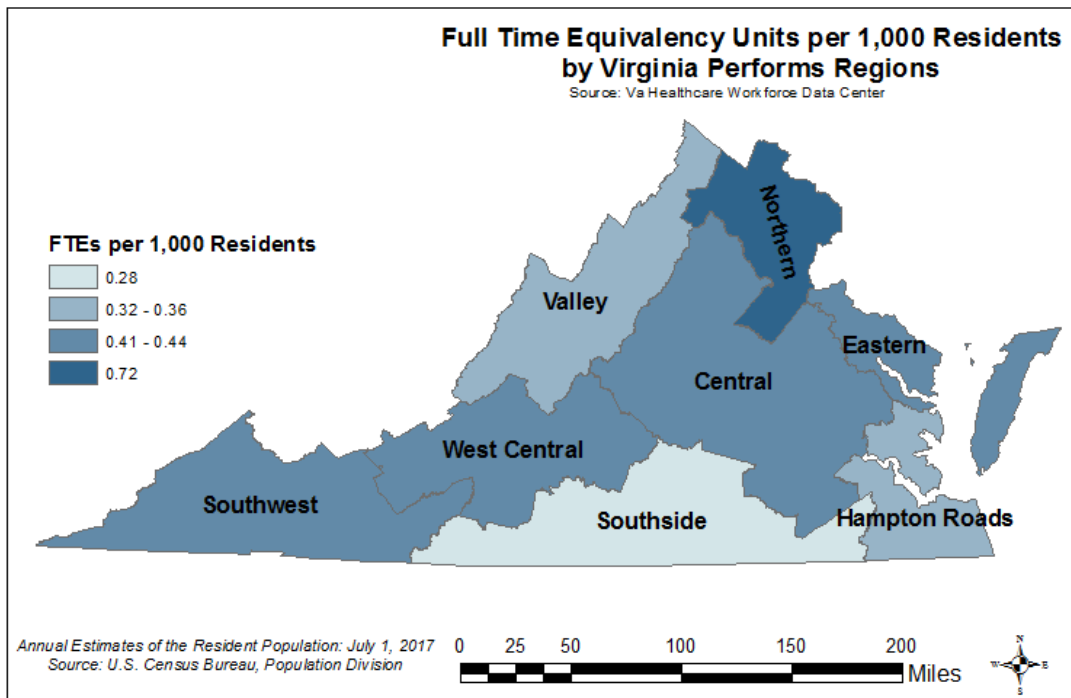 Full Time Equivalency Units per 1,000 Resident
by Virginia Performs Regions
Source: Va Healthcare Workforce Data Center
Northern
FTEs per 1,000 Residents
0.28
0.32 - 0.36
0.41 - 0.44
0.72
Valley
Eastern
Central
West Central
Southwest
Southside
Hampton Roads
Annual Estimates of the Resident Population: July 1, 2017
Source: U.S. Census Bureau, Population Division
0 25 50 100 150 200
Miles
N
W E
S